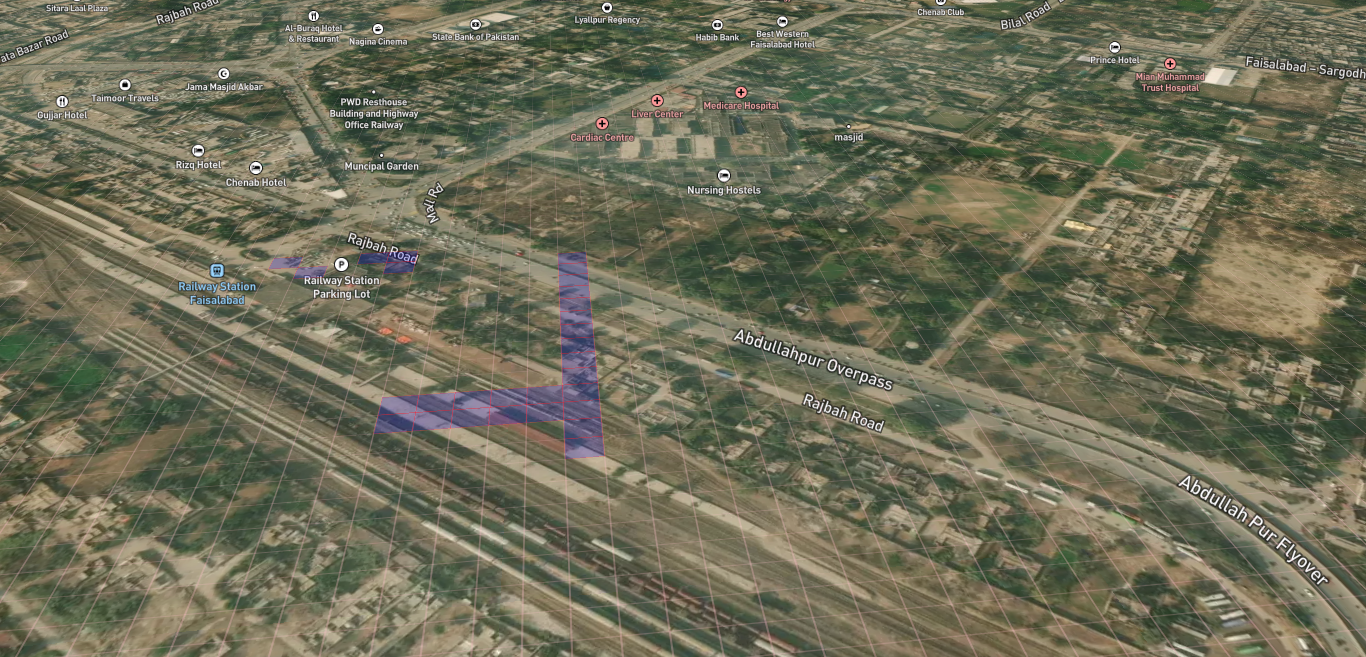 Sitara Laal Plaza
Rajbah Road
Al-Buraq Hotel
& Restaurant
Nagina Cinema
State Bank of Pakistan
Lyallpur Regency
Habib Bank
Best Western
Faisalabad Hotel
Chenab Club
Bilal Road
Prince Hotel
Mian Muhammad
Trust Hospital
Faisalabad - Sargodh
ata Bazar Road
Gujjar Hotel
Taimoor Travels
Jama Masjid Akbar
PWD Resthouse
Building and Highway
Office Railway
Liver Center
Medicare Hospital
Cardiac Centre
masjid
Rizq Hotel
Chenab Hotel
Muncipal Garden
Nursing Hostels
Mall Rd
Rajbah Road
Railway Station
Faisalabad
P
Railway Station
Parking Lot
Abdullahpur Overpass
Rajbah Road
Abdullah Pur Flyover